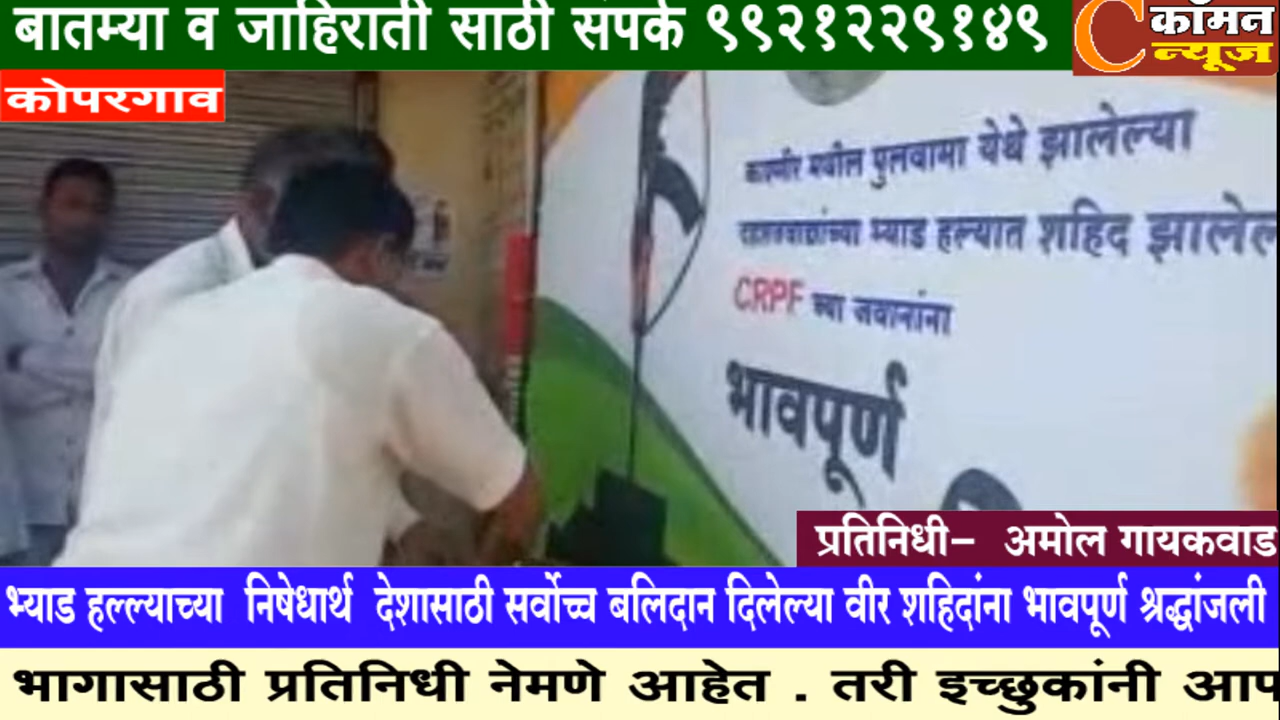 बातम्या व जाहिराती साठी संपर्क ९९२१२२९१४९
C कॉमन
न्यूज
कोपरगाव
काश्मीर मधील पुलवामा येथे झालेल्या
भ्याड हल्यात शहिद झालेल
CRPF च्या जवानांना
भावपूर्ण
प्रतिनिधी- अमोल गायकवाड
भ्याड हल्ल्याच्या निषेधार्थ देशासाठी सर्वोच्च बलिदान दिलेल्या वीर शहिदांना भावपूर्ण श्रद्धांजली
भागासाठी प्रतिनिधी नेमणे आहेत . तरी इच्छुकांनी आप